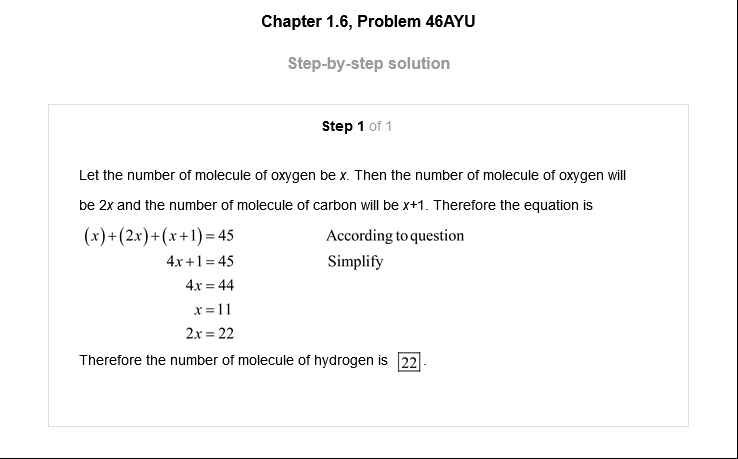 Chapter 1.6, Problem 46AYU
Step-by-step solution
Step 1 of 1
Let the number of molecule of oxygen be x. Then the number of molecule of oxygen will
be 2x and the number of molecule of carbon will be x+1. Therefore the equation is
(x)+(2x)+(x+1)=45 According to question
4x+1=45 Simplify
4x=44
x=11
2x=22
Therefore the number of molecule of hydrogen is 22.